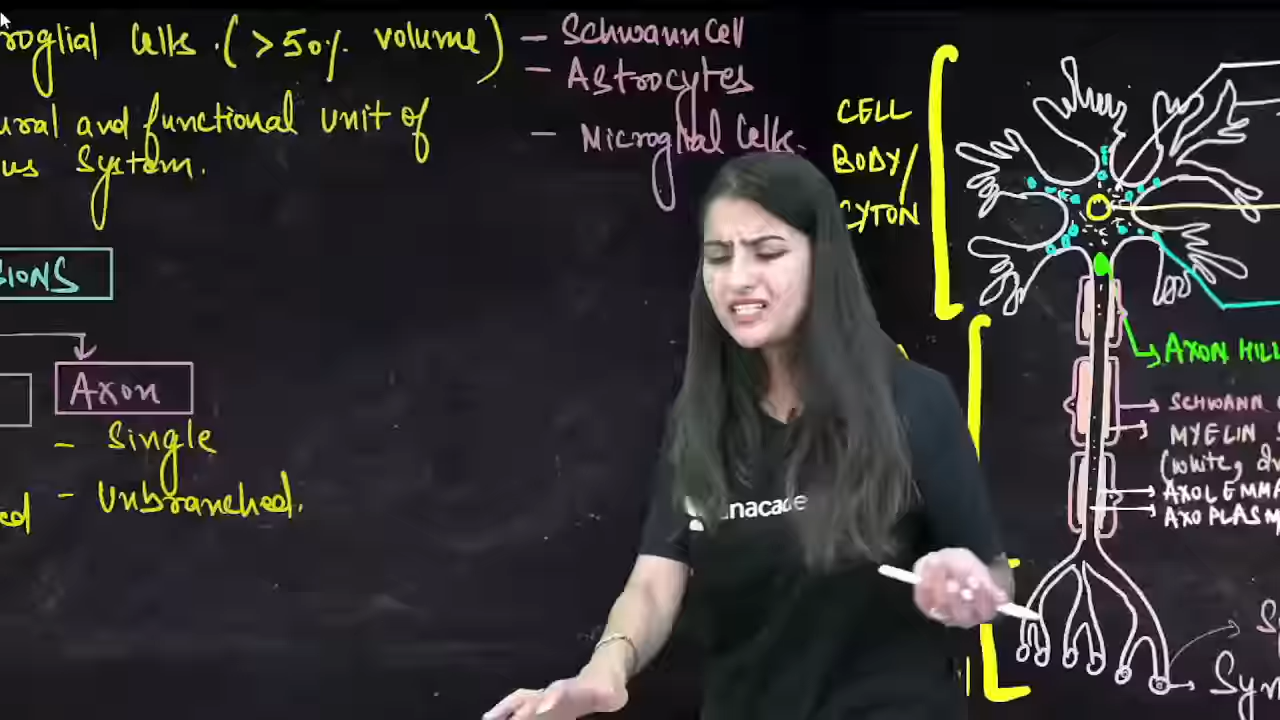 roglial Cells. (>50% volume)
- Schwann Cell
- Astrocytes
- Microglial Cells.
ural and functional unit of
us System.
SIONS
Axon
- Single
- Unbranched.
ed
CELL
BODY/
CYTON
AXON HILL
SCHWANN
MYELIN
(white,
AXOLEMMA
AXOPLASM
Syn
nacade